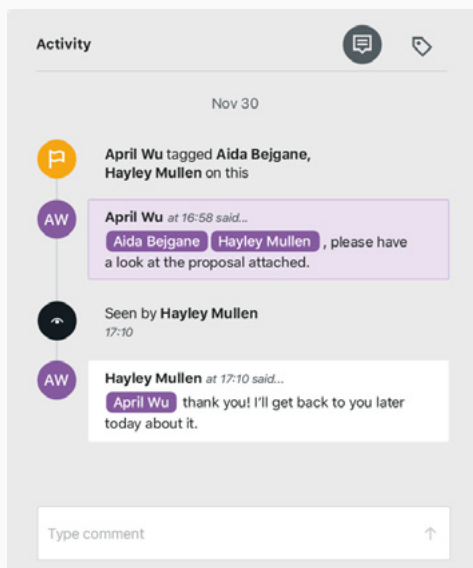 Activity
Nov 30
April Wu tagged Aida Bejgane,
Hayley Mullen on this
AW
April Wu at 16:58 said...
Aida Bejgane Hayley Mullen , please have
a look at the proposal attached.
Seen by Hayley Mullen
17:10
AW
Hayley Mullen at 17:10 said...
April Wu thank you! I'll get back to you later
today about it.
Type comment